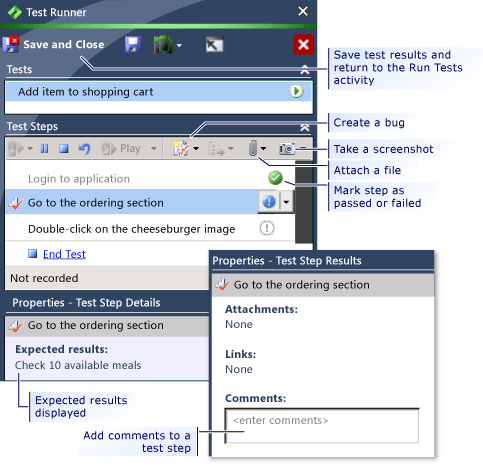 Test Runner
Save and Close
Tests
Add item to shopping cart
Test Steps
Play
Login to application
Go to the ordering section
Double-click on the cheeseburger image
End Test
Not recorded
Properties - Test Step Details
Go to the ordering section
Expected results:
Check 10 available meals
Save test results and
return to the Run Tests
activity
Create a bug
Take a screenshot
Attach a file
Mark step as
passed or failed
Properties - Test Step Results
Go to the ordering section
Attachments:
None
Links:
None
Comments:
<enter comments>
Expected results
displayed
Add comments to a
test step